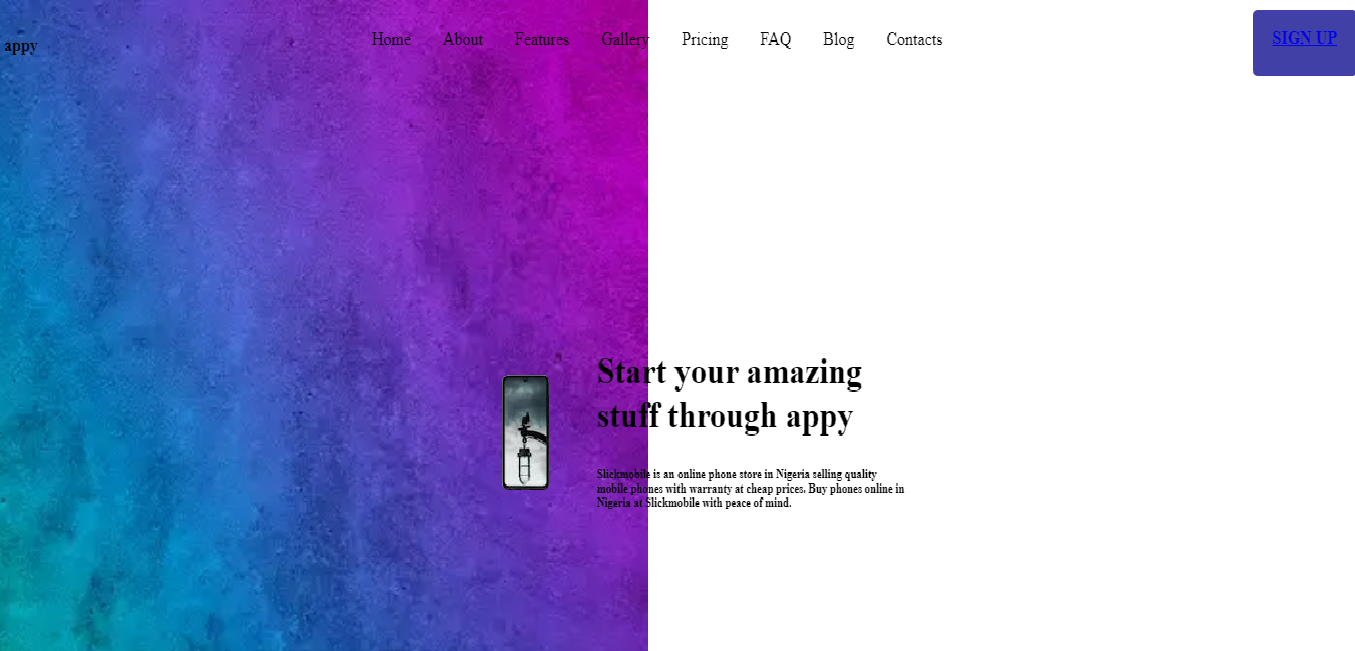 appy
Home About Features Gallery Pricing FAQ Blog Contacts
SIGN UP
Start your amazing
stuff through appy
Slickmobile is an online phone store in Nigeria selling quality
mobile phones with warranty at cheap prices. Buy phones online in
Nigeria at Slickmobile with peace of mind.